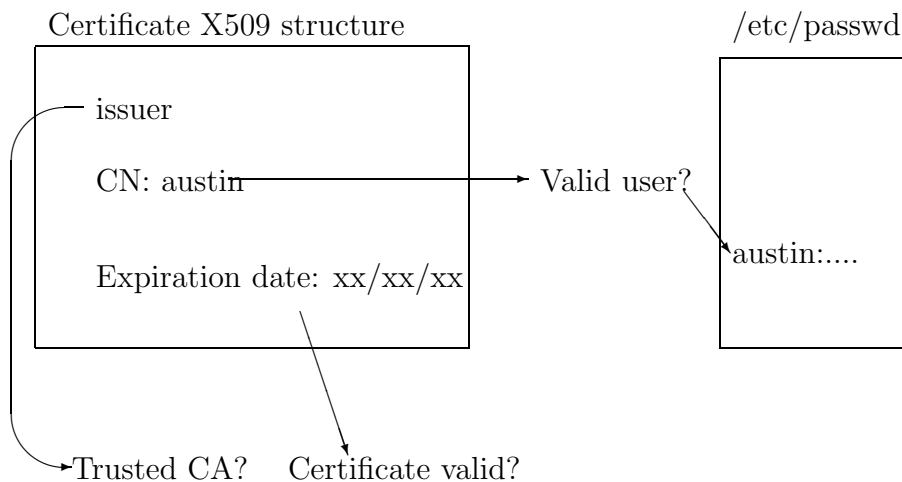 Certificate X509 structure
/etc/passwd
issuer
CN: austin
Valid user?
austin:....
Expiration date: xx/xx/xx
Trusted CA?
Certificate valid?